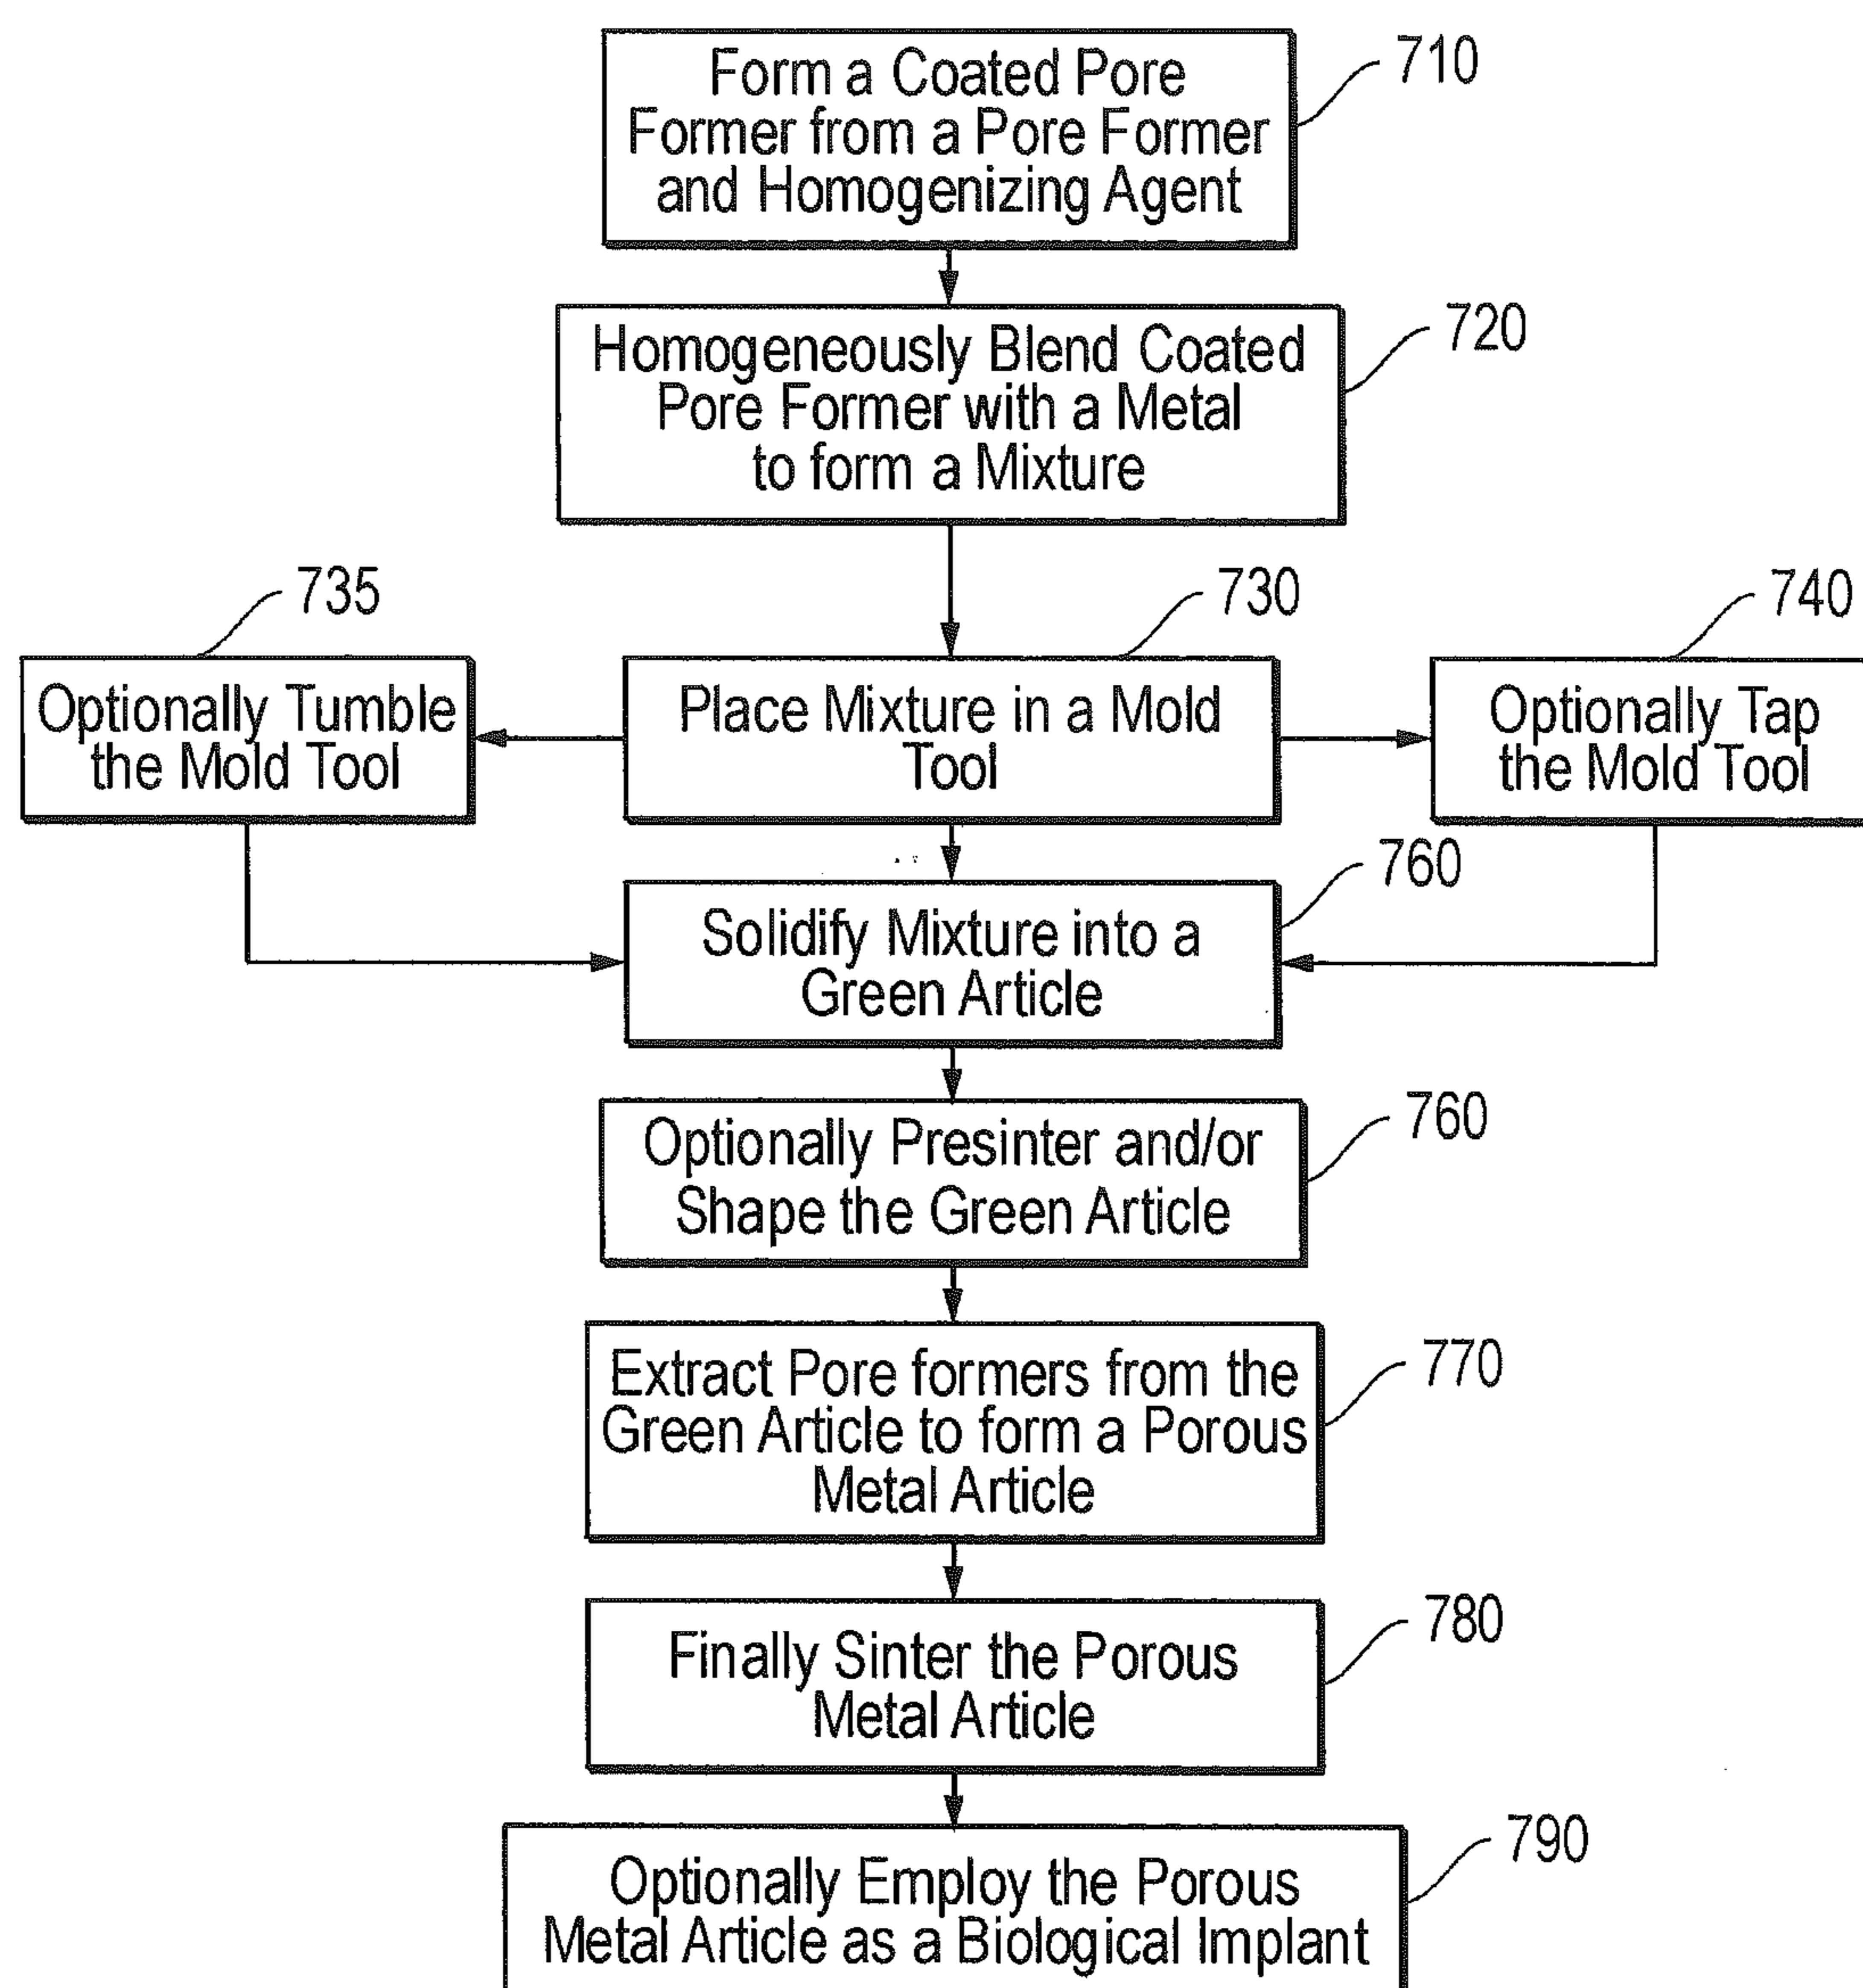 Form a Coated Pore
Former from a Pore Former
and Homogenizing Agent
710
Homogeneously Blend Coated
Pore Former with a Metal
to form a Mixture
720
735
Optionally Tumble
the Mold Tool
730
Place Mixture in a Mold
Tool
740
Optionally Tap
the Mold Tool
760
Solidify Mixture into a
Green Article
760
Optionally Presinter and/or
Shape the Green Article
770
Extract Pore formers from the
Green Article to form a Porous
Metal Article
780
Finally Sinter the Porous
Metal Article
790
Optionally Employ the Porous
Metal Article as a Biological Implant